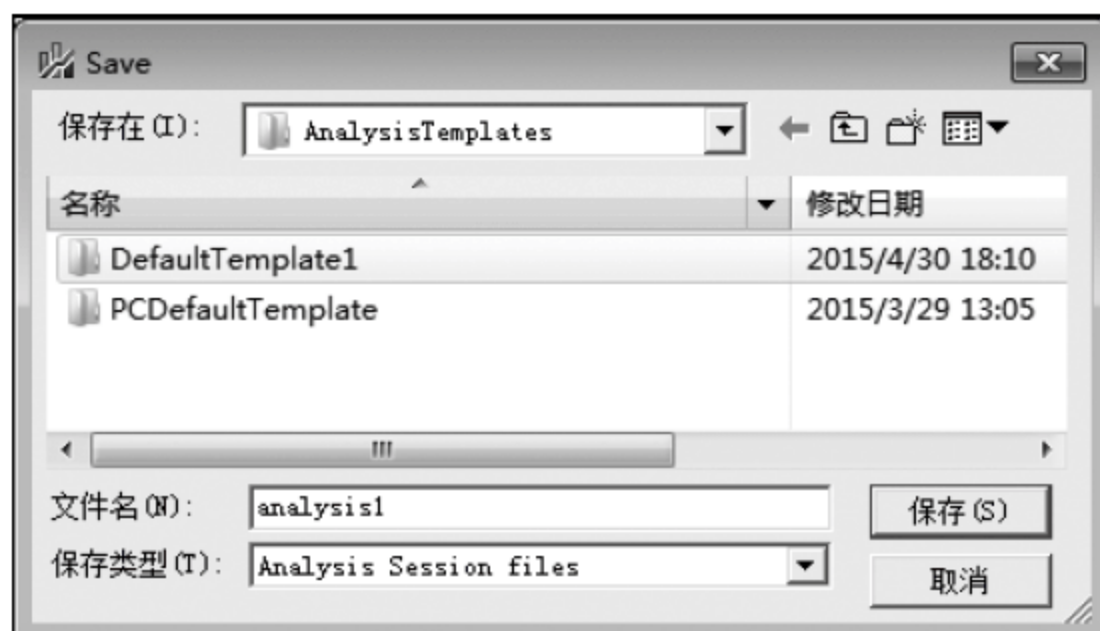 Save
保存在(I): AnalysisTemplates
名称 修改日期
DefaultTemplate1 2015/4/30 18:10
PCDefaultTemplate 2015/3/29 13:05
文件名(N): analysis1 保存(S)
保存类型(T): Analysis Session files 取消